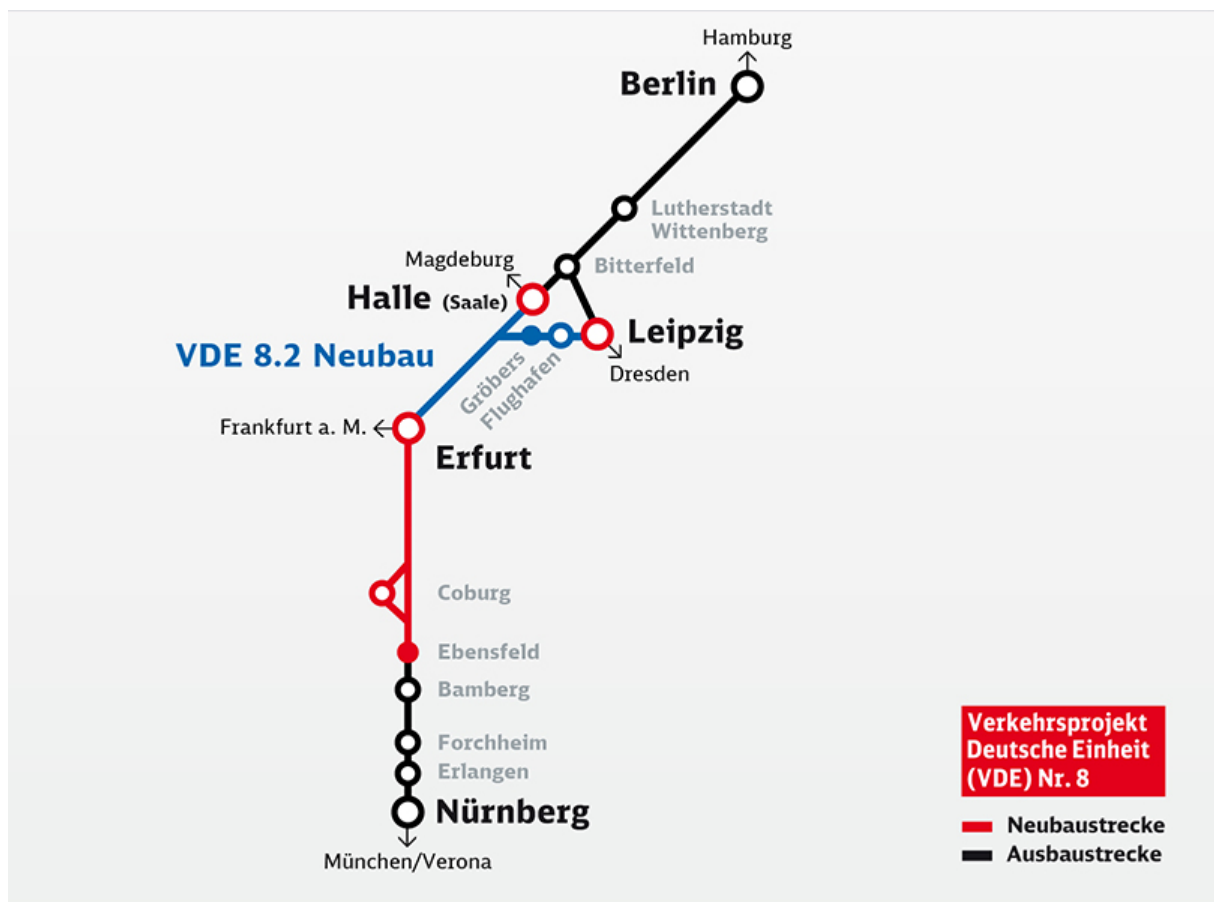 Hamburg
Berlin
Lutherstadt
Wittenberg
Magdeburg
Bitterfeld
Halle (Saale)
Leipzig
VDE 8.2 Neubau
Gröbers
Flughafen
Dresden
Frankfurt a. M.
Erfurt
Coburg
Ebensfeld
Bamberg
Forchheim
Erlangen
Nürnberg
München/Verona
Verkehrsprojekt
Deutsche Einheit
(VDE) Nr. 8
Neubaustrecke
Ausbaustrecke